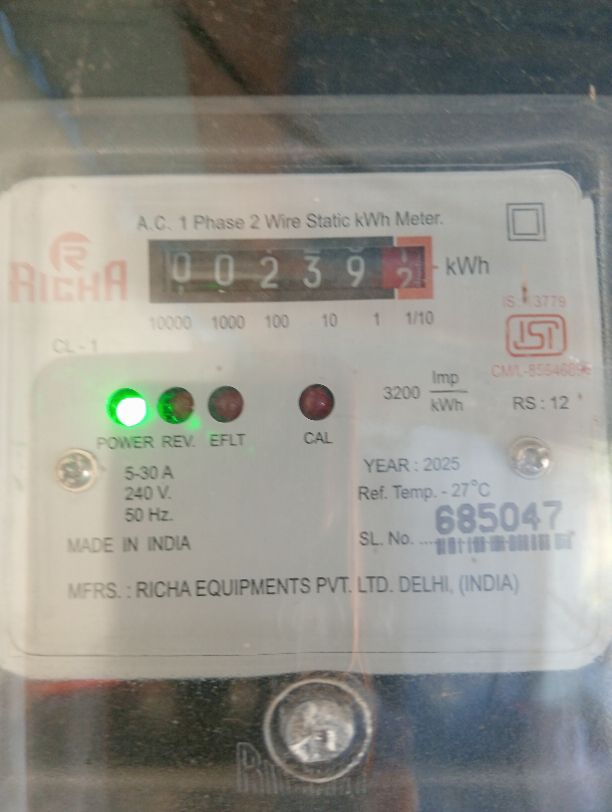 A.C. 1 Phase 2 Wire Static kWh Meter.
RICHA
0 0 2 3 9 2 kWh
10000 1000 100 10 1 1/10
IS : 13779
ISI
CL - 1
CM/L-
3200 Imp/kWh
RS : 12
POWER REV. EFLT CAL
5-30 A
240 V.
50 Hz.
YEAR : 2025
Ref. Temp. - 27°C
MADE IN INDIA
SL. No. .... 685047
MFRS. : RICHA EQUIPMENTS PVT. LTD. DELHI, (INDIA)